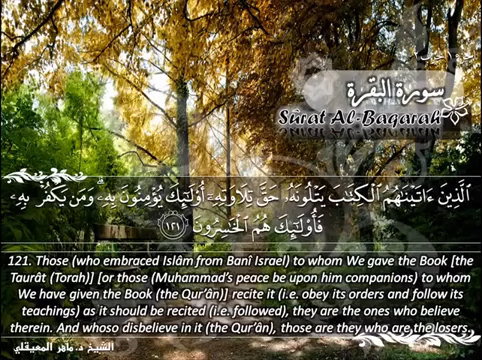 سورة البقرة
Sûrat Al-Baqarah
ٱلَّذِينَ ءَاتَيْنَٰهُمُ ٱلْكِتَٰبَ يَتْلُونَهُۥ حَقَّ تِلَاوَتِهِۦٓ أُو۟لَٰٓئِكَ يُؤْمِنُونَ بِهِۦ ۗ وَمَن يَكْفُرْ بِهِۦ
فَأُو۟لَٰٓئِكَ هُمُ ٱلْخَٰسِرُونَ ١٢١
121. Those (who embraced Islâm from Banî Israel) to whom We gave the Book [the
Taurât (Torah)] [or those (Muhammad's peace be upon him companions) to whom
We have given the Book (the Qur'ân)] recite it (i.e. obey its orders and follow its
teachings) as it should be recited (i.e. followed), they are the ones who believe
therein. And whoso disbelieve in it (the Qur'ân), those are they who are the losers.
الشيخ د. ماهر المعيقلي